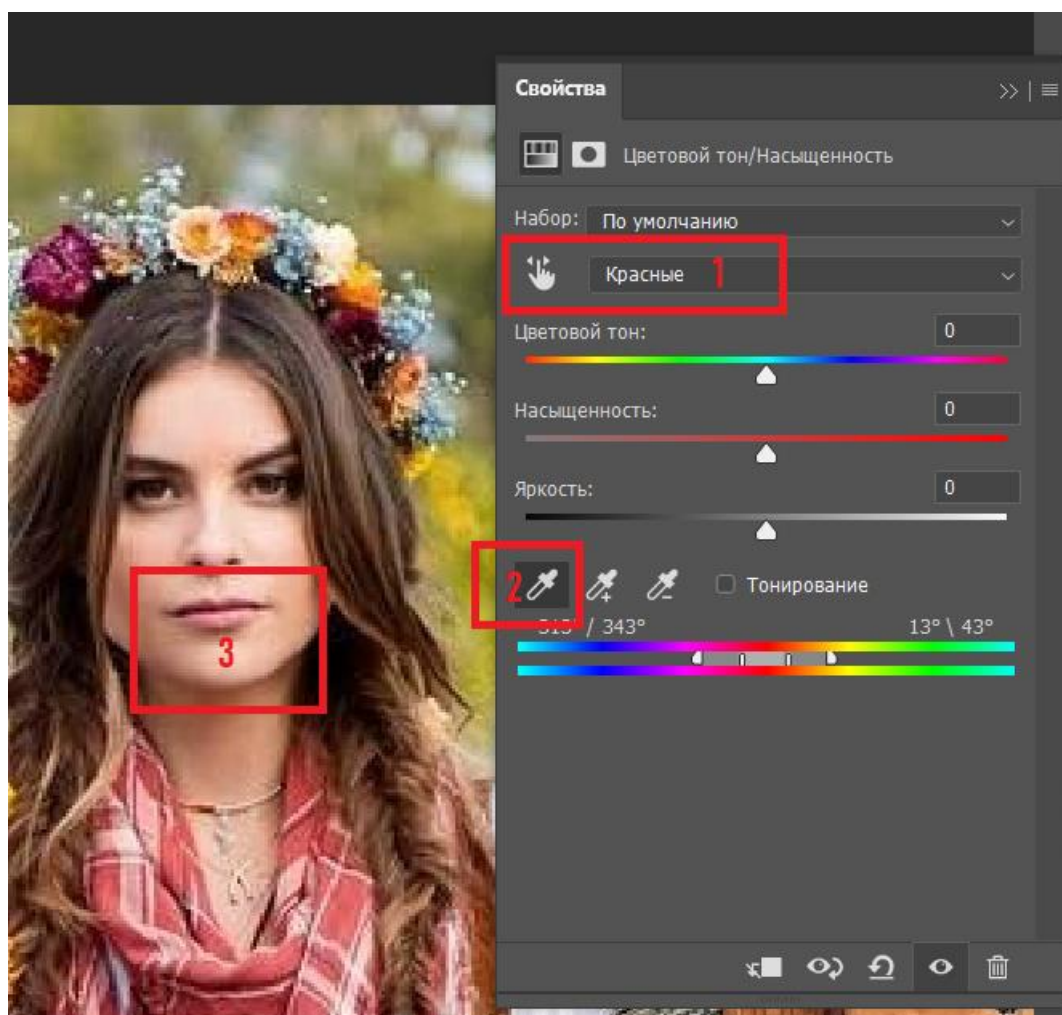 Свойства
Цветовой тон/Насыщенность
Набор: По умолчанию
Красные 1
Цветовой тон: 0
Насыщенность: 0
Яркость: 0
2 Тонирование
315° / 343° 13° \ 43°
3